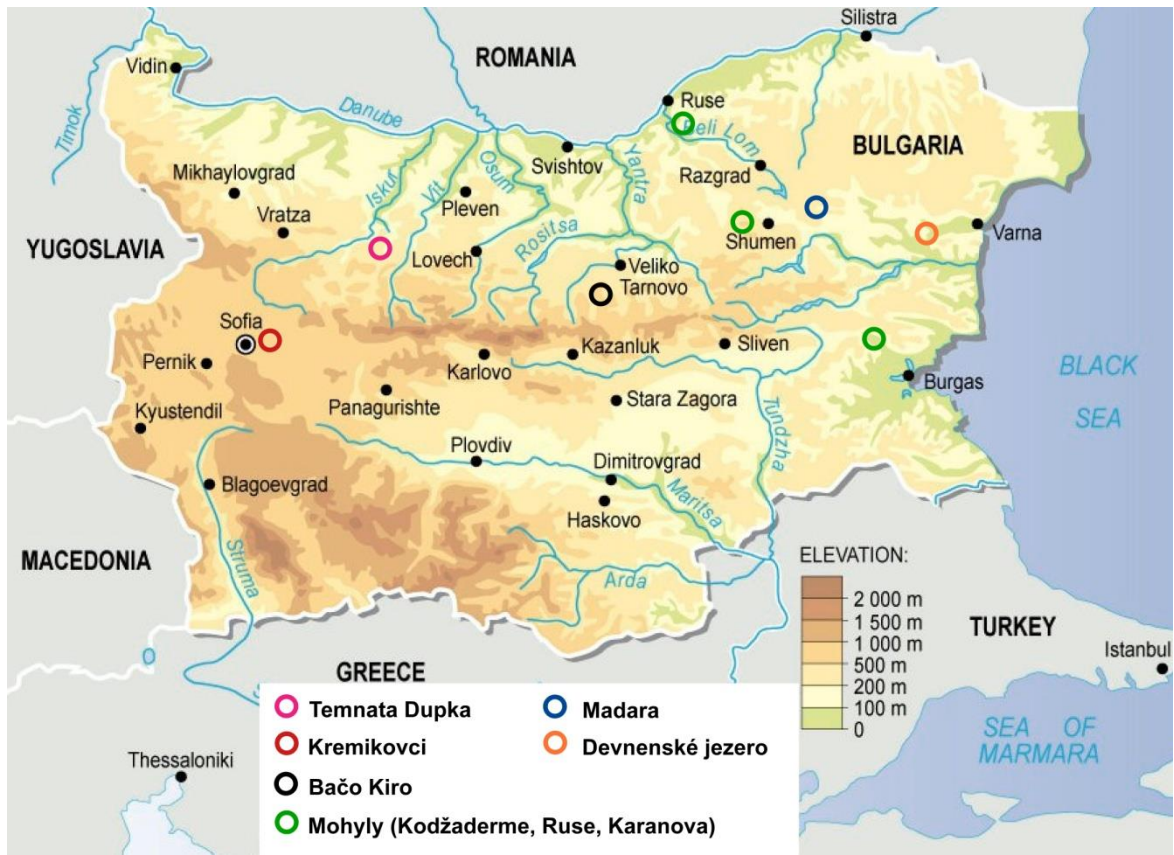 Silistra
ROMANIA
Vidin
Danube
Ruse
Timok
Beli Lom
BULGARIA
Svishtov
Yantra
Razgrad
Mikhaylovgrad
Iskur
Vit
Osum
Pleven
Vratza
Rositsa
Shumen
Varna
YUGOSLAVIA
Lovech
Veliko
Tarnovo
Sofia
Kazanluk
Sliven
Pernik
Karlovo
Burgas
BLACK
SEA
Panagurishte
Stara Zagora
Kyustendil
Tundzha
Plovdiv
Dimitrovgrad
Blagoevgrad
Maritsa
Haskovo
MACEDONIA
Struma
Arda
ELEVATION:
2 000 m
1 500 m
1 000 m
500 m
200 m
100 m
0
TURKEY
Istanbul
GREECE
SEA OF
MARMARA
Thessaloniki
Temnata Dupka
Madara
Kremikovci
Devnenské jezero
Bačo Kiro
Mohyly (Kodžaderme, Ruse, Karanova)